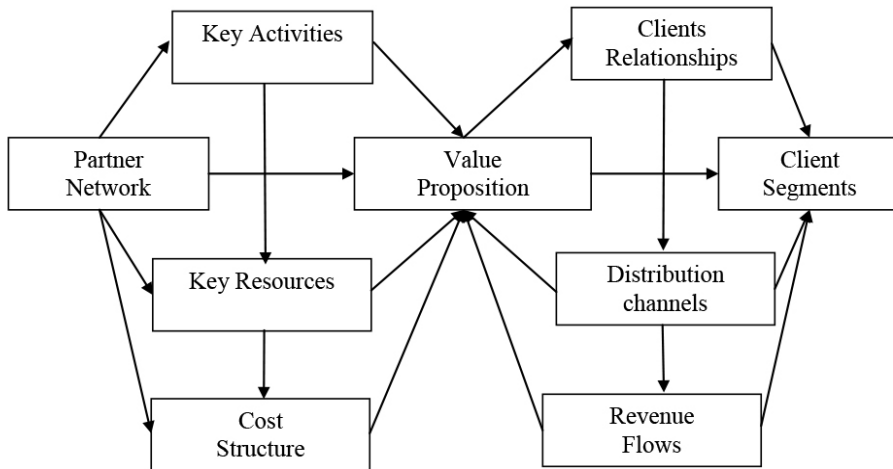 Key Activities
Clients
Relationships
Partner
Network
Value
Proposition
Client
Segments
Key Resources
Distribution
channels
Cost
Structure
Revenue
Flows